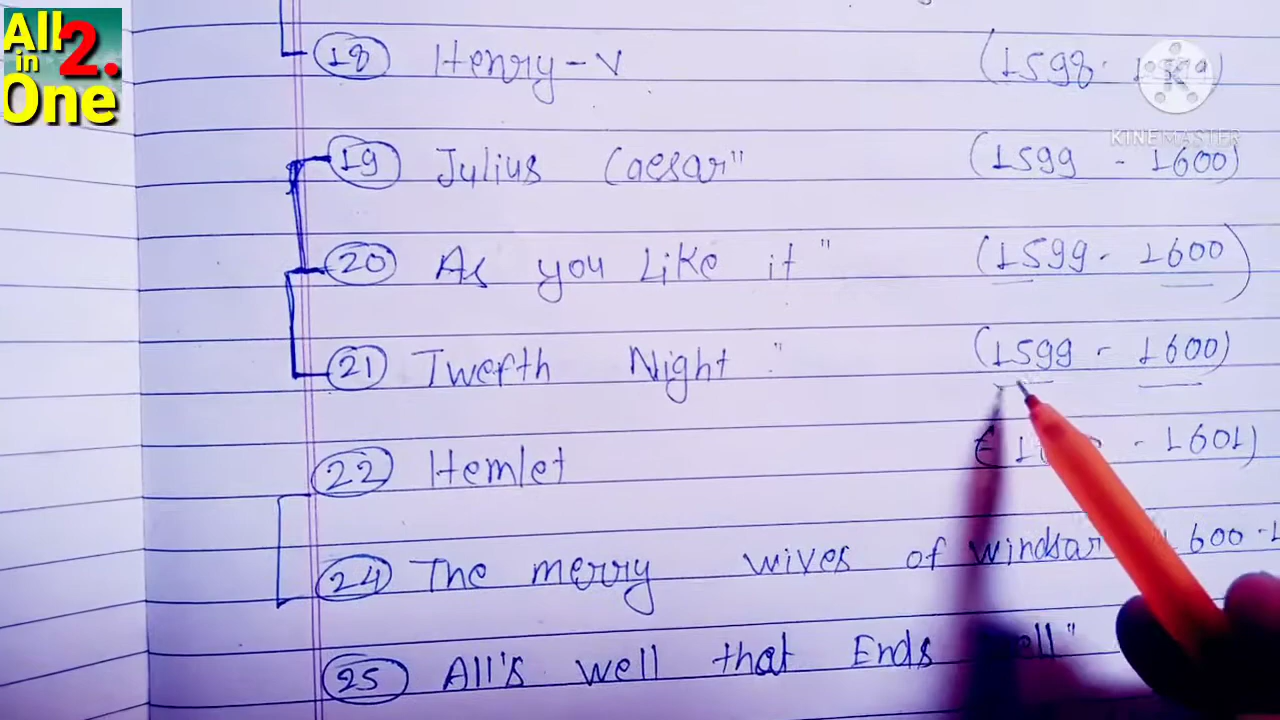 All
in 2.
One
18 Henry-V (1598 - 1599)
KINEMASTER
19 Julius Caesar" (1599 - 1600)
20 As you Like it " (1599 - 1600)
21 Twefth Night " (1599 - 1600)
22 Hemlet - 1601)
24 The merry wives of windsar 600 -
25 All's well that Ends ell"